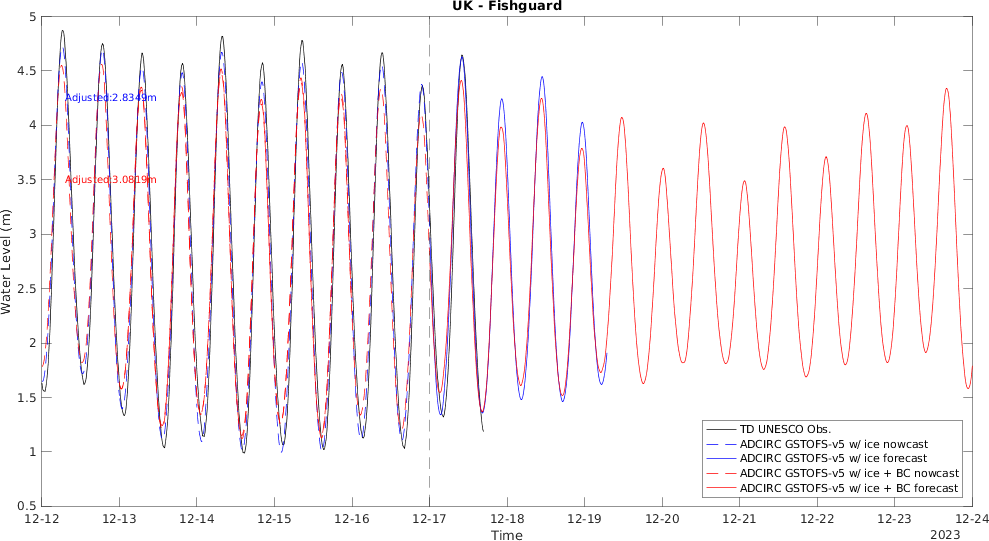 UK - Fishguard
5
4.5
4
3.5
3
2.5
2
1.5
1
0.5
Water Level (m)
Adjusted:2.8349m
Adjusted:3.0819m
TD UNESCO Obs.
ADCIRC GSTOFS-v5 w/ ice nowcast
ADCIRC GSTOFS-v5 w/ ice forecast
ADCIRC GSTOFS-v5 w/ ice + BC nowcast
ADCIRC GSTOFS-v5 w/ ice + BC forecast
12-12 12-13 12-14 12-15 12-16 12-17 12-18 12-19 12-20 12-21 12-22 12-23 12-24
Time
2023